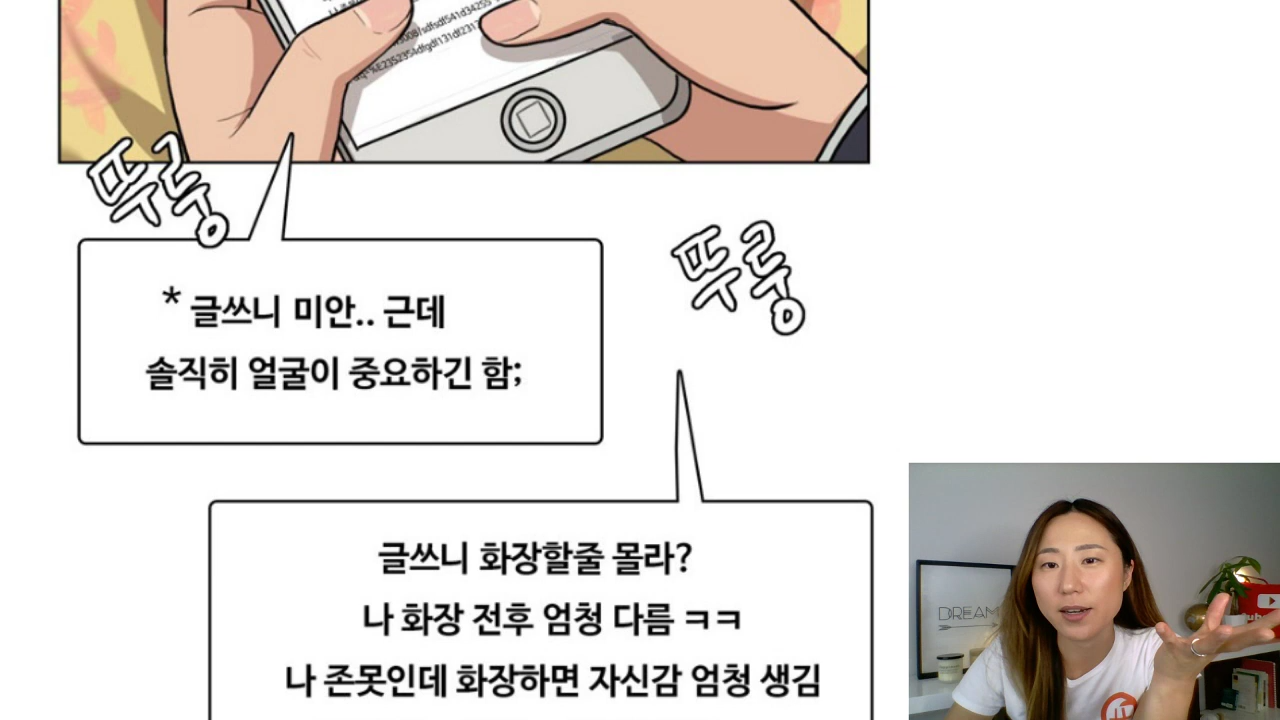 뚜룽
* 글쓰니 미안.. 근데
솔직히 얼굴이 중요하긴 함;
뚜룽
글쓰니 화장할줄 몰라?
나 화장 전후 엄청 다름 ㅋㅋ
나 존못인데 화장하면 자신감 엄청 생김
DREAM